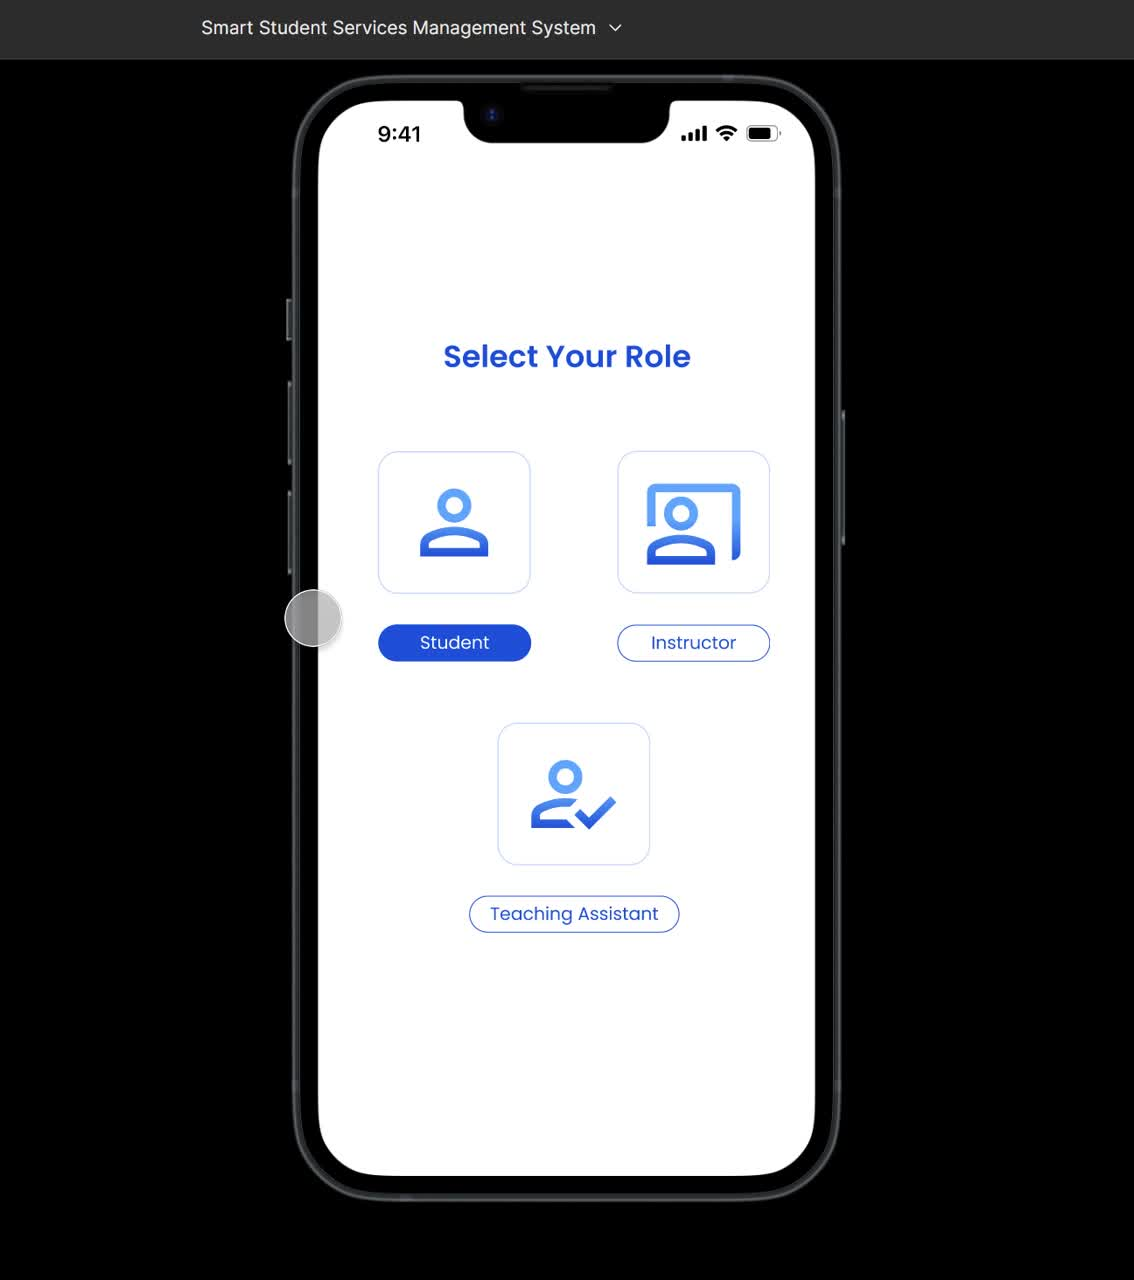 Smart Student Services Management System
9:41
Select Your Role
Student
Instructor
Teaching Assistant